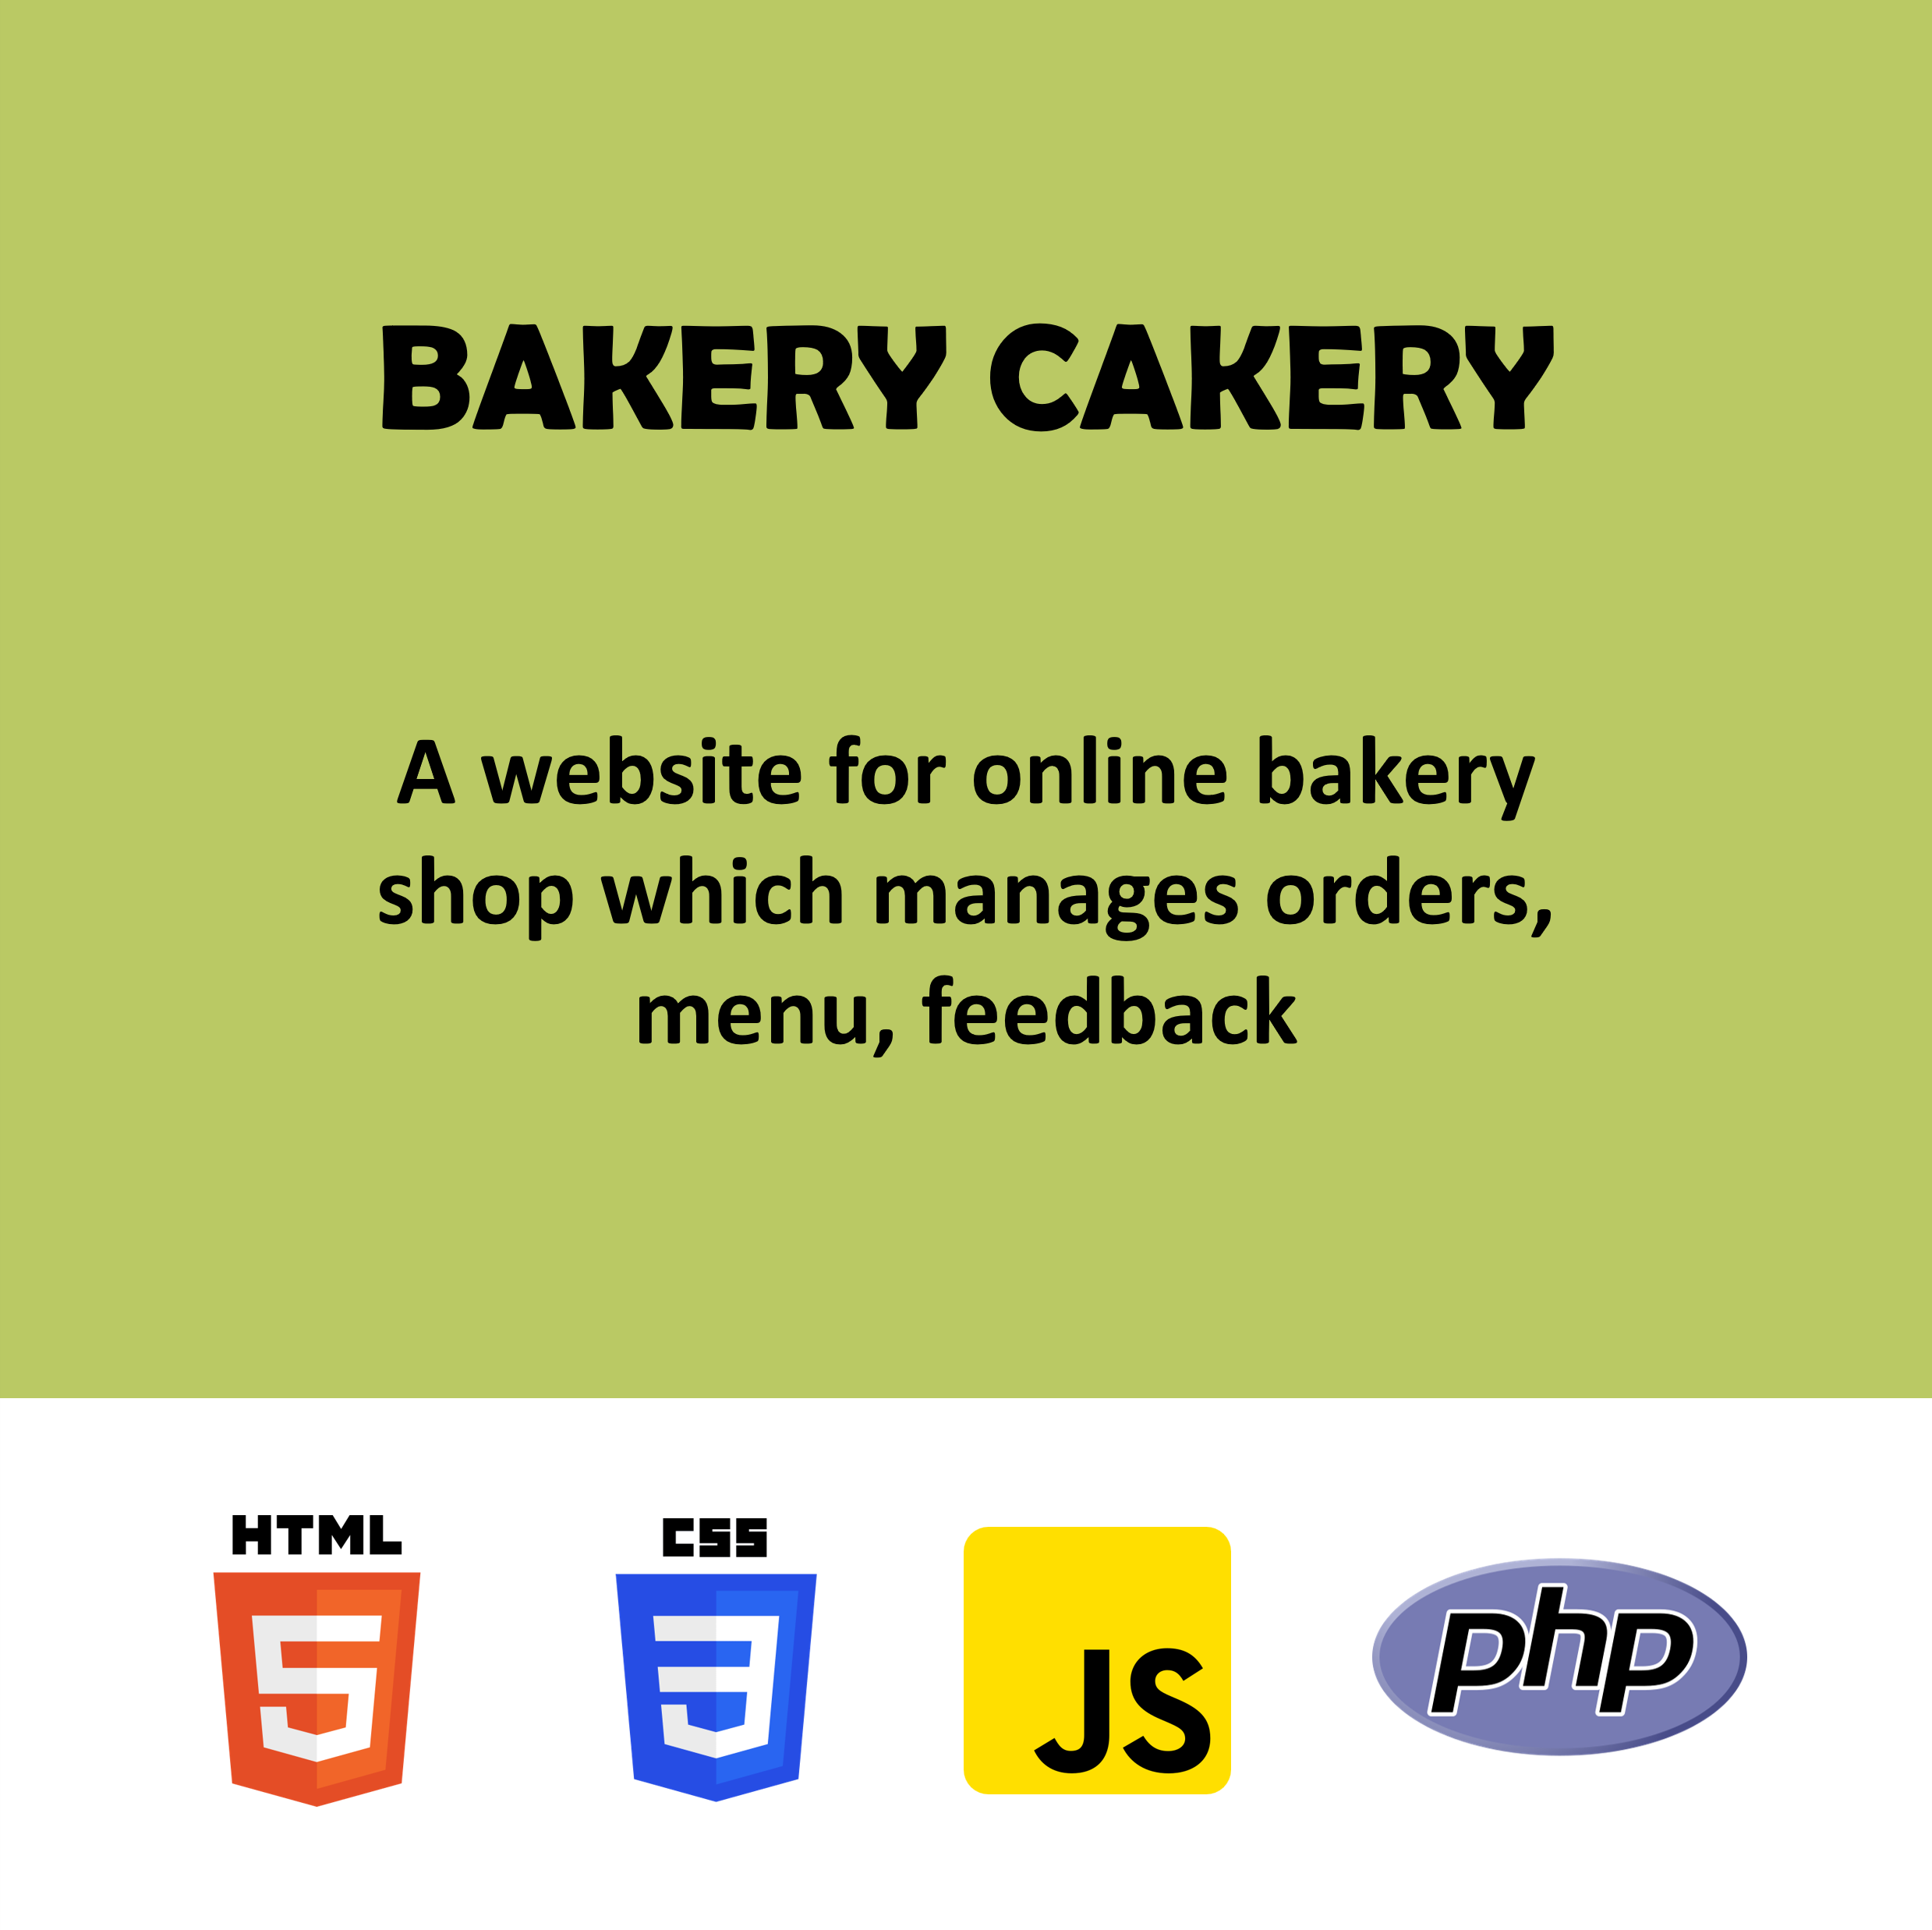 BAKERY CAKERY
A website for online bakery
shop which manages orders,
menu, feedback
HTML
CSS
JS
php